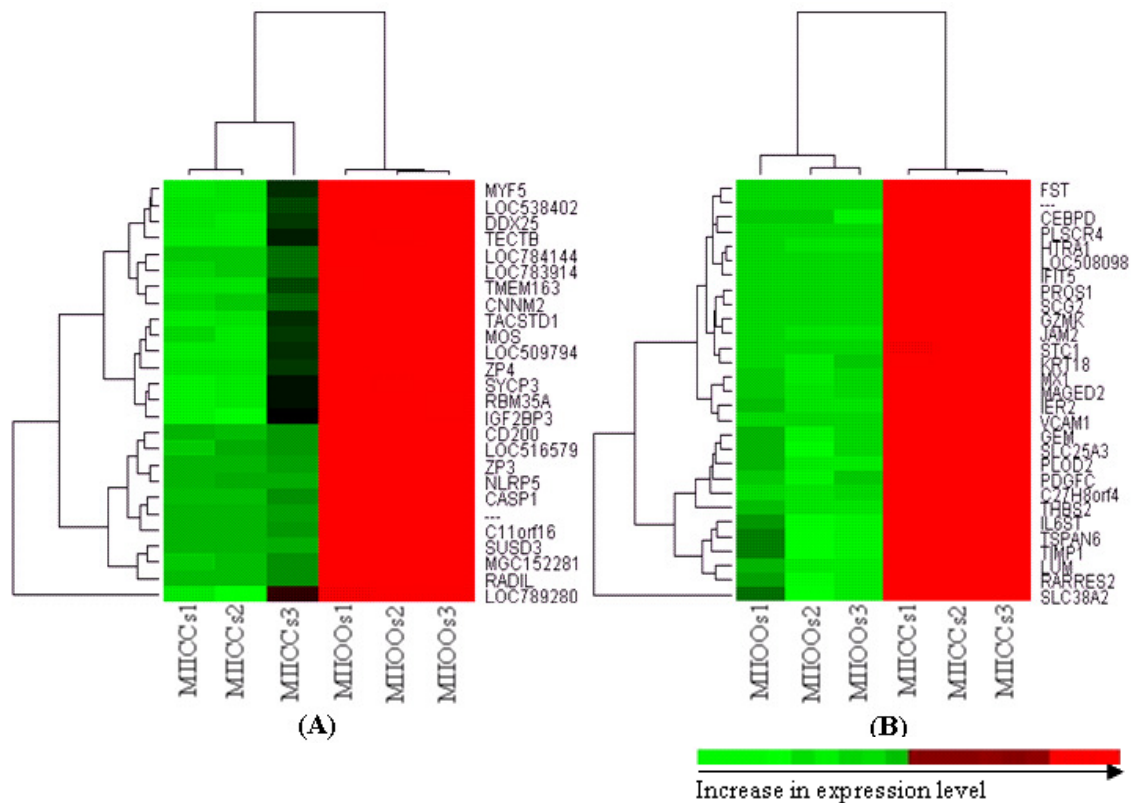 MYF5
LOC538402
DDX25
TECTB
LOC784144
LOC783914
TMEM163
CNNM2
TACSTD1
MOS
LOC509794
ZP4
SYCP3
RBM35A
IGF2BP3
CD200
LOC516579
ZP3
NLRP5
CASP1
---
C11orf16
SUSD3
MGC152281
RADIL
LOC789280
MIICCs1
MIICCs2
MIICCs3
MIIOOs1
MIIOOs2
MIIOOs3
(A)
FST
---
CEBPD
PLSCR4
HTRA1
LOC508098
IFIT5
PROS1
SCG2
GZMK
JAM2
STC1
KRT18
MX1
MAGED2
IER2
VCAM1
GEM
SLC25A3
PLOD2
PDGFC
C27H8orf4
THBS2
IL6ST
TSPAN6
TIMP1
LUM
RARRES2
SLC38A2
MIIOOs1
MIIOOs2
MIIOOs3
MIICCs1
MIICCs2
MIICCs3
(B)
Increase in expression level